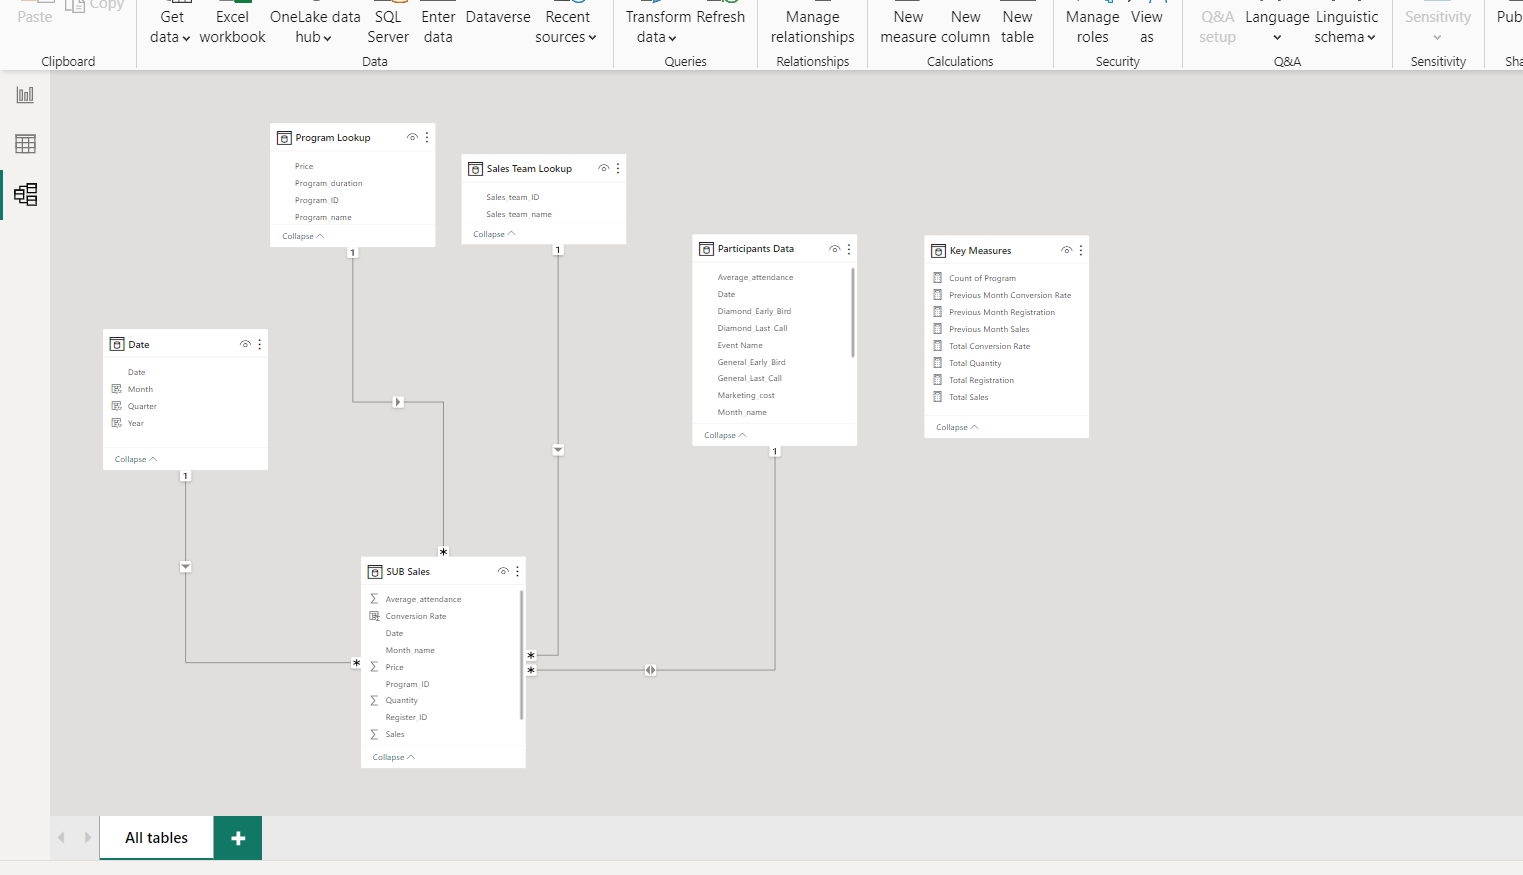 Paste
Copy
Clipboard
Get data
Excel workbook
OneLake data hub
SQL Server
Enter data
Dataverse
Recent sources
Data
Transform data
Refresh
Queries
Manage relationships
Relationships
New measure
New column
New table
Calculations
Manage roles
View as
Security
Q&A setup
Language
Linguistic schema
Q&A
Sensitivity
Sensitivity
Pub
Sha
Program Lookup
Price
Program_duration
Program_ID
Program_name
Collapse
1
Sales Team Lookup
Sales_team_ID
Sales_team_name
Collapse
1
Participants Data
Average_attendance
Date
Diamond_Early_Bird
Diamond_Last_Call
Event Name
General_Early_Bird
General_Last_Call
Marketing_cost
Month_name
Collapse
1
Key Measures
Count of Program
Previous Month Conversion Rate
Previous Month Registration
Previous Month Sales
Total Conversion Rate
Total Quantity
Total Registration
Total Sales
Collapse
Date
Date
Month
Quarter
Year
Collapse
1
*
SUB Sales
Σ Average_attendance
Conversion Rate
Date
Month_name
Σ Price
Program_ID
Σ Quantity
Register_ID
Σ Sales
Collapse
*
*
*
All tables
+